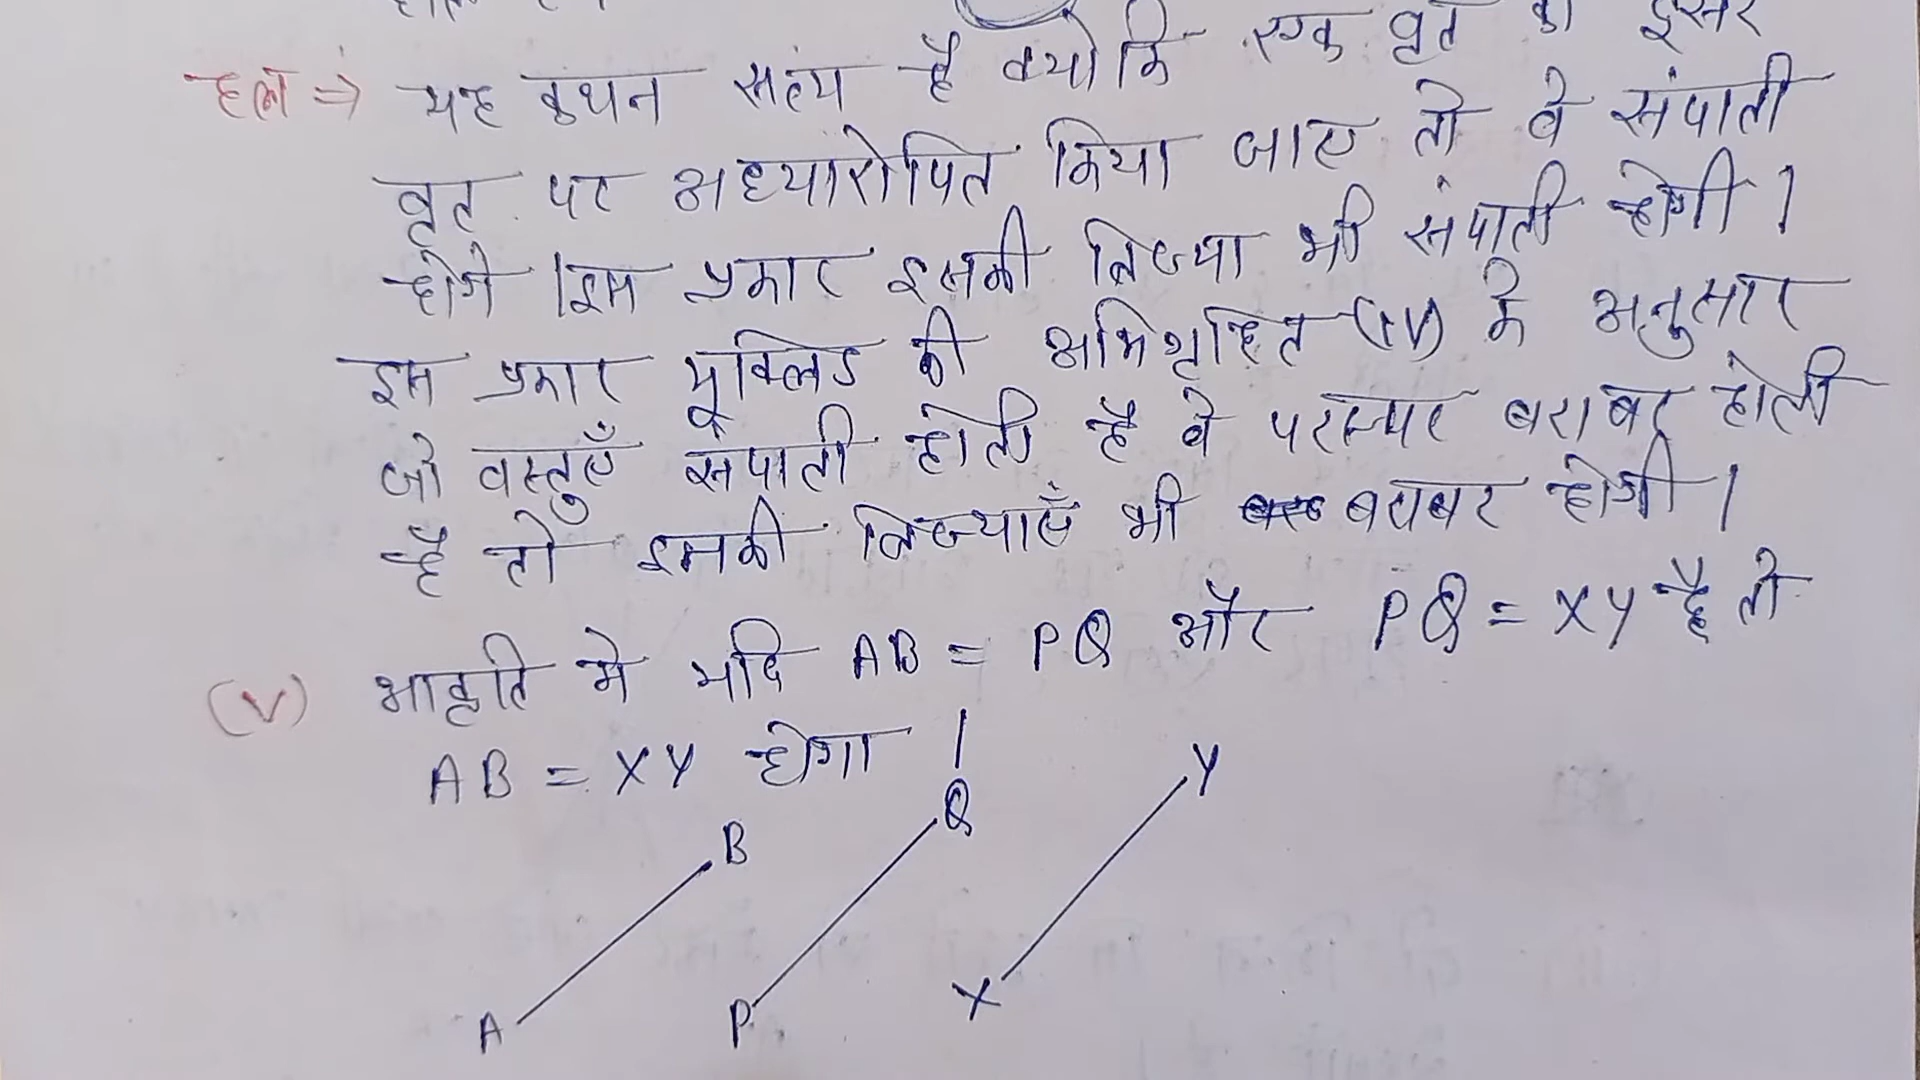 हल ⇒ यह कथन सत्य है क्योकि एक वृत को दुसरे
वृत पर अध्यारोपित किया जाए तो वे संपाती
होगे । इस प्रकार इसकी त्रिज्या भी संपाती होगी ।
इस प्रकार यूक्लिड की अभिगृहित (IV) के अनुसार
जो वस्तुएँ संपाती होती है वे परस्पर बराबर होती
है तो इनकी त्रिज्याएँ भी बराबर होगी ।
(V) आकृति मे यदि AB = PQ और PQ = XY है तो
AB = XY होगा ।
B
Q
Y
A
P
X